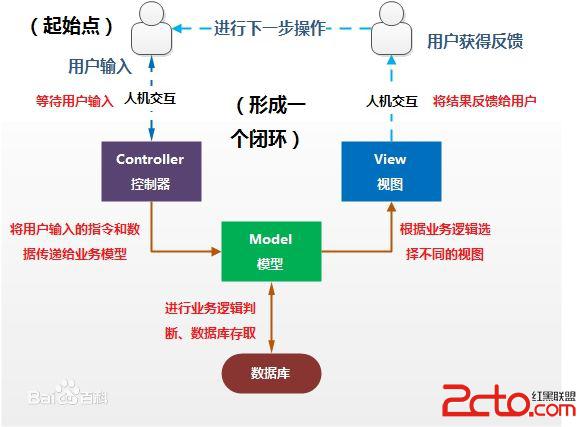 （起始点）
进行下一步操作
用户输入
用户获得反馈
等待用户输入
人机交互
（形成一
个闭环）
人机交互
将结果反馈给用户
Controller
控制器
View
视图
将用户输入的指令和数
据传递给业务模型
Model
模型
根据业务逻辑选
择不同的视图
进行业务逻辑判
断、数据库存取
数据库
Bai百科
红黑联盟
2cto.com